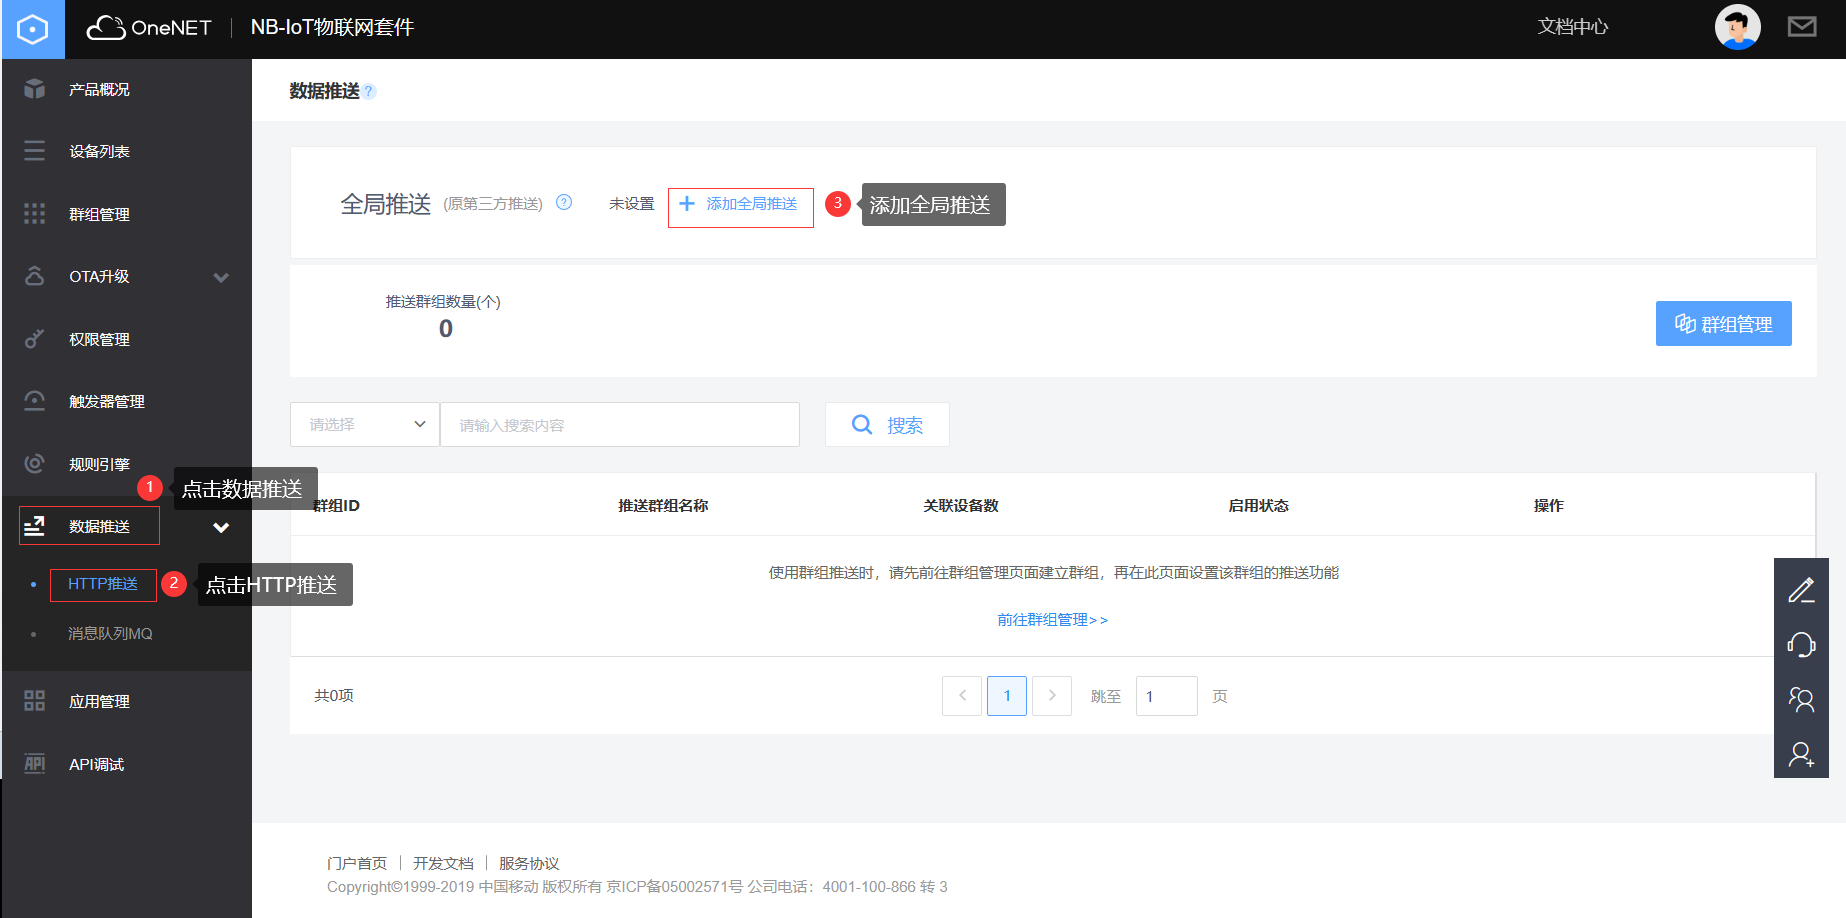 OneNET NB-IoT物联网套件 文档中心
产品概况
设备列表
群组管理
OTA升级
权限管理
触发器管理
规则引擎
1 点击数据推送
数据推送
HTTP推送 2 点击HTTP推送
消息队列MQ
应用管理
API API调试
数据推送 ?
全局推送 (原第三方推送) ? 未设置 + 添加全局推送 3 添加全局推送
推送群组数量(个)
0
群组管理
请选择 请输入搜索内容 搜索
群组ID 推送群组名称 关联设备数 启用状态 操作
使用群组推送时，请先前往群组管理页面建立群组，再在此页面设置该群组的推送功能
前往群组管理>>
共0项 < 1 > 跳至 1 页
门户首页 | 开发文档 | 服务协议
Copyright©1999-2019 中国移动 版权所有 京ICP备05002571号 公司电话：4001-100-866 转 3